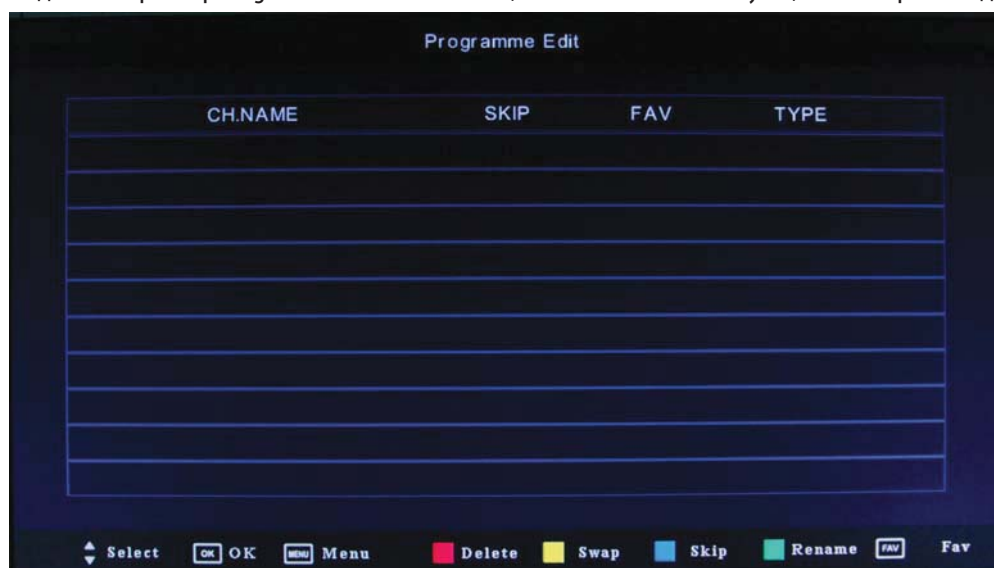 Programme Edit
CH.NAME SKIP FAV TYPE
Select OK OK MENU Menu Delete Swap Skip Rename FAV Fav